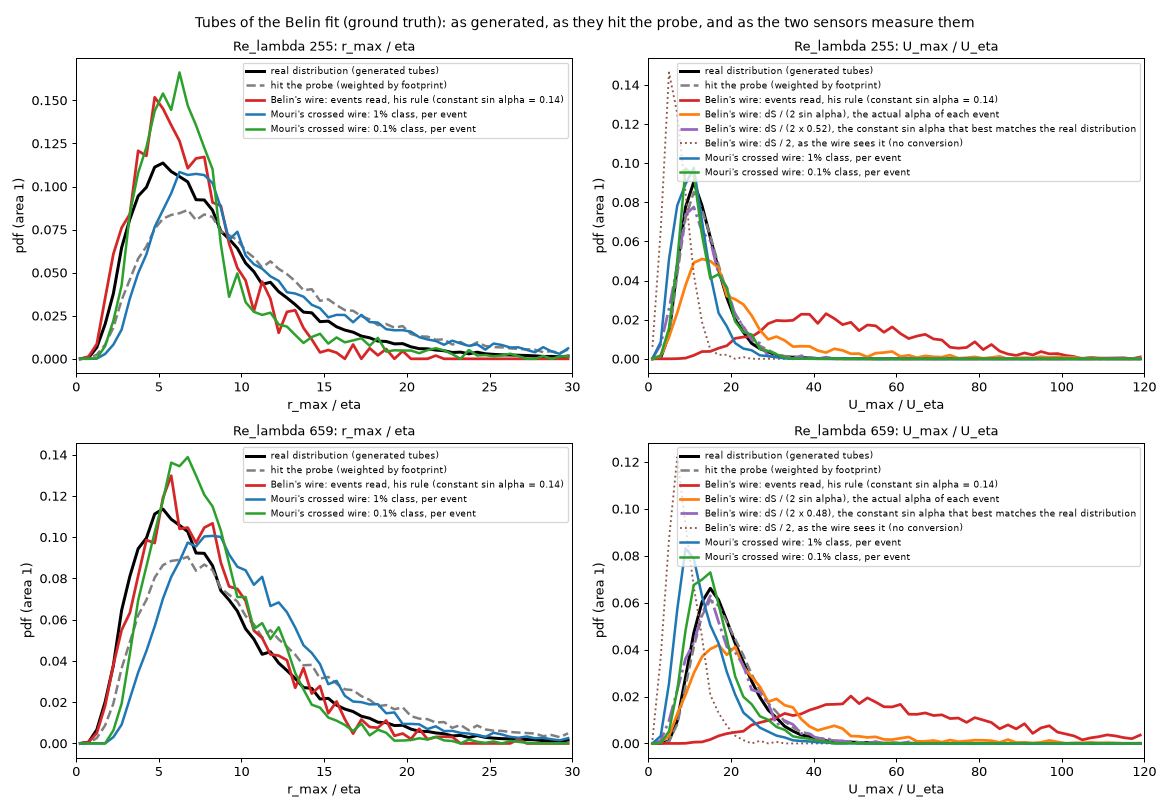 Tubes of the Belin fit (ground truth): as generated, as they hit the probe, and as the two sensors measure them
Re_lambda 255: r_max / eta
pdf (area 1)
0.150
0.125
0.100
0.075
0.050
0.025
0.000
real distribution (generated tubes)
hit the probe (weighted by footprint)
Belin's wire: events read, his rule (constant sin alpha = 0.14)
Mouri's crossed wire: 1% class, per event
Mouri's crossed wire: 0.1% class, per event
0 5 10 15 20 25 30
r_max / eta
Re_lambda 255: U_max / U_eta
pdf (area 1)
0.14
0.12
0.10
0.08
0.06
0.04
0.02
0.00
real distribution (generated tubes)
hit the probe (weighted by footprint)
Belin's wire: events read, his rule (constant sin alpha = 0.14)
Belin's wire: dS / (2 sin alpha), the actual alpha of each event
Belin's wire: dS / (2 x 0.52), the constant sin alpha that best matches the real distribution
Belin's wire: dS / 2, as the wire sees it (no conversion)
Mouri's crossed wire: 1% class, per event
Mouri's crossed wire: 0.1% class, per event
0 20 40 60 80 100 120
U_max / U_eta
Re_lambda 659: r_max / eta
pdf (area 1)
0.14
0.12
0.10
0.08
0.06
0.04
0.02
0.00
real distribution (generated tubes)
hit the probe (weighted by footprint)
Belin's wire: events read, his rule (constant sin alpha = 0.14)
Mouri's crossed wire: 1% class, per event
Mouri's crossed wire: 0.1% class, per event
0 5 10 15 20 25 30
r_max / eta
Re_lambda 659: U_max / U_eta
pdf (area 1)
0.12
0.10
0.08
0.06
0.04
0.02
0.00
real distribution (generated tubes)
hit the probe (weighted by footprint)
Belin's wire: events read, his rule (constant sin alpha = 0.14)
Belin's wire: dS / (2 sin alpha), the actual alpha of each event
Belin's wire: dS / (2 x 0.48), the constant sin alpha that best matches the real distribution
Belin's wire: dS / 2, as the wire sees it (no conversion)
Mouri's crossed wire: 1% class, per event
Mouri's crossed wire: 0.1% class, per event
0 20 40 60 80 100 120
U_max / U_eta